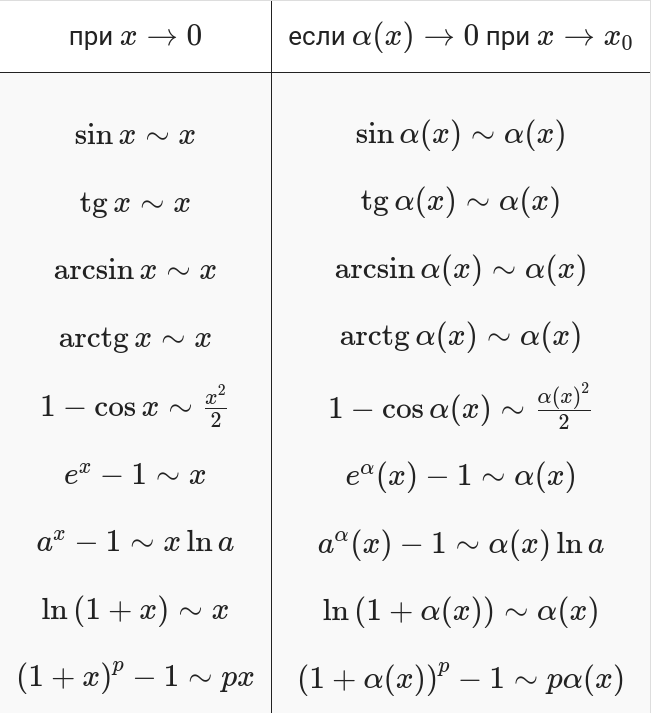 при x → 0 если α(x) → 0 при x → x₀
sin x ∼ x sin α(x) ∼ α(x)
tg x ∼ x tg α(x) ∼ α(x)
arcsin x ∼ x arcsin α(x) ∼ α(x)
arctg x ∼ x arctg α(x) ∼ α(x)
1 − cos x ∼ x²/2 1 − cos α(x) ∼ α(x)²/2
eˣ − 1 ∼ x e^α(x) − 1 ∼ α(x)
aˣ − 1 ∼ x ln a a^α(x) − 1 ∼ α(x) ln a
ln (1 + x) ∼ x ln (1 + α(x)) ∼ α(x)
(1 + x)ᵖ − 1 ∼ px (1 + α(x))ᵖ − 1 ∼ pα(x)